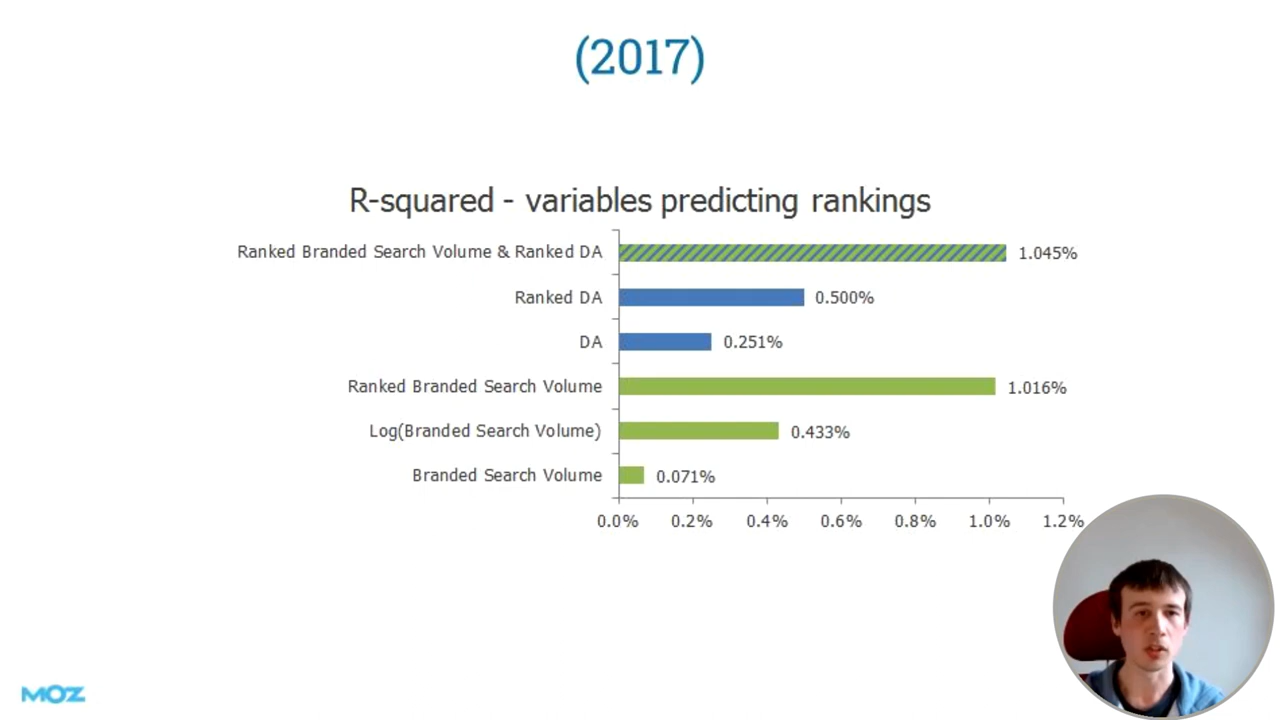 (2017)
R-squared - variables predicting rankings
Ranked Branded Search Volume & Ranked DA 1.045%
Ranked DA 0.500%
DA 0.251%
Ranked Branded Search Volume 1.016%
Log(Branded Search Volume) 0.433%
Branded Search Volume 0.071%
0.0% 0.2% 0.4% 0.6% 0.8% 1.0% 1.2%
MOZ